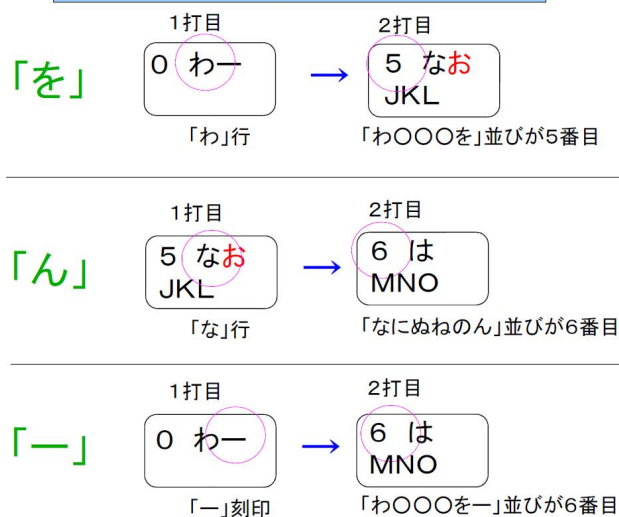 1打目
2打目
「を」
0 わー
→
5 なお
JKL
「わ」行
「わ〇〇〇を」並びが5番目
1打目
2打目
「ん」
5 なお
JKL
→
6 は
MNO
「な」行
「なにぬねのん」並びが6番目
1打目
2打目
「ー」
0 わー
→
6 は
MNO
「ー」刻印
「わ〇〇〇をー」並びが6番目